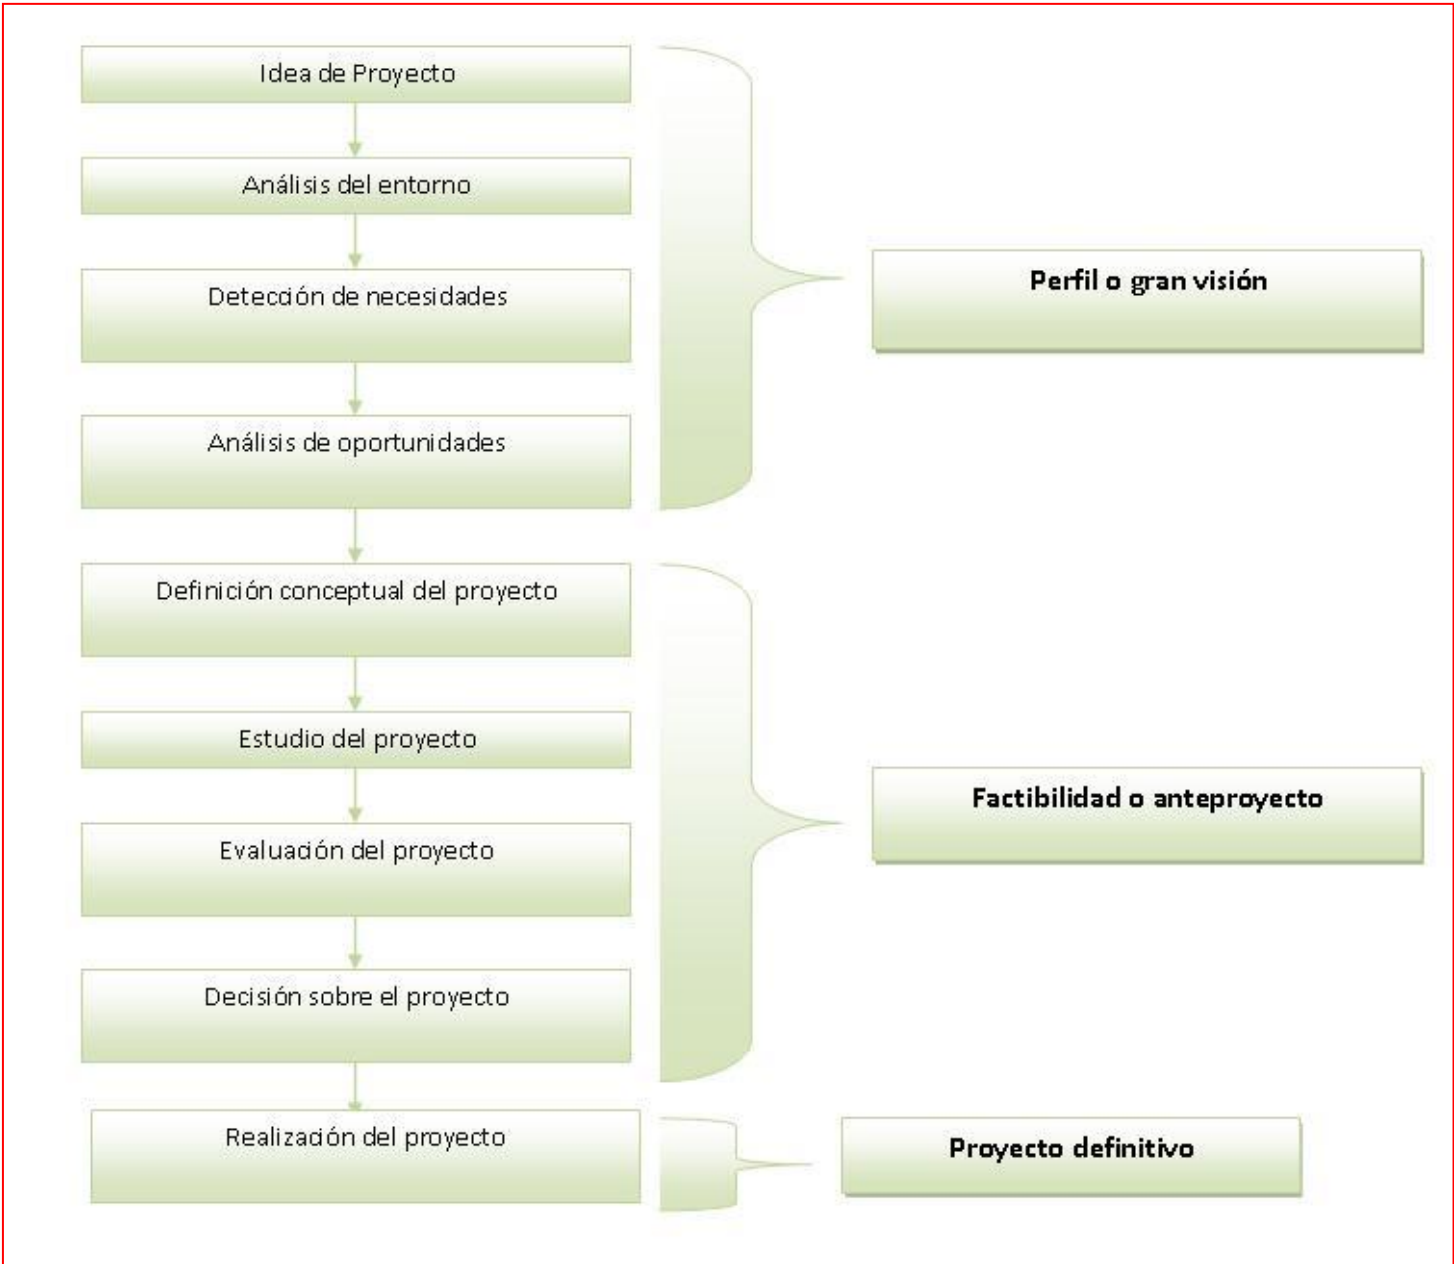 Idea de Proyecto
Análisis del entorno
Detección de necesidades
Análisis de oportunidades
Perfil o gran visión
Definición conceptual del proyecto
Estudio del proyecto
Evaluación del proyecto
Decisión sobre el proyecto
Factibilidad o anteproyecto
Realización del proyecto
Proyecto definitivo